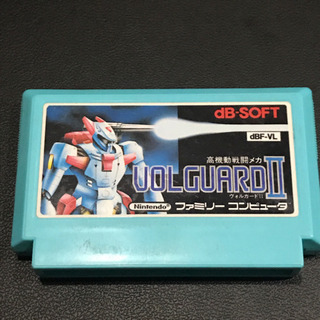 dB-SOFT
dBF-VL
高機動戦闘メカ
VOLGUARD II
ウォルガードII
Nintendo ファミリーコンピュータ